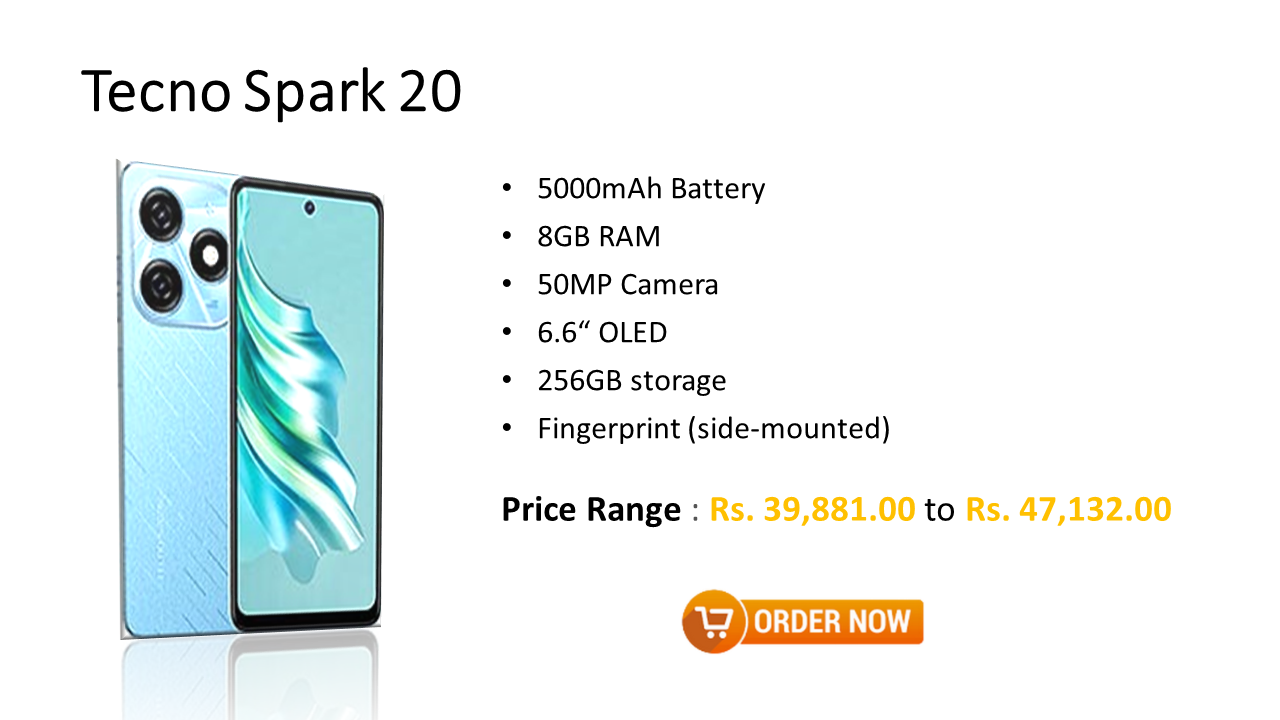 Tecno Spark 20
• 5000mAh Battery
• 8GB RAM
• 50MP Camera
• 6.6“ OLED
• 256GB storage
• Fingerprint (side-mounted)
Price Range : Rs. 39,881.00 to Rs. 47,132.00
ORDER NOW